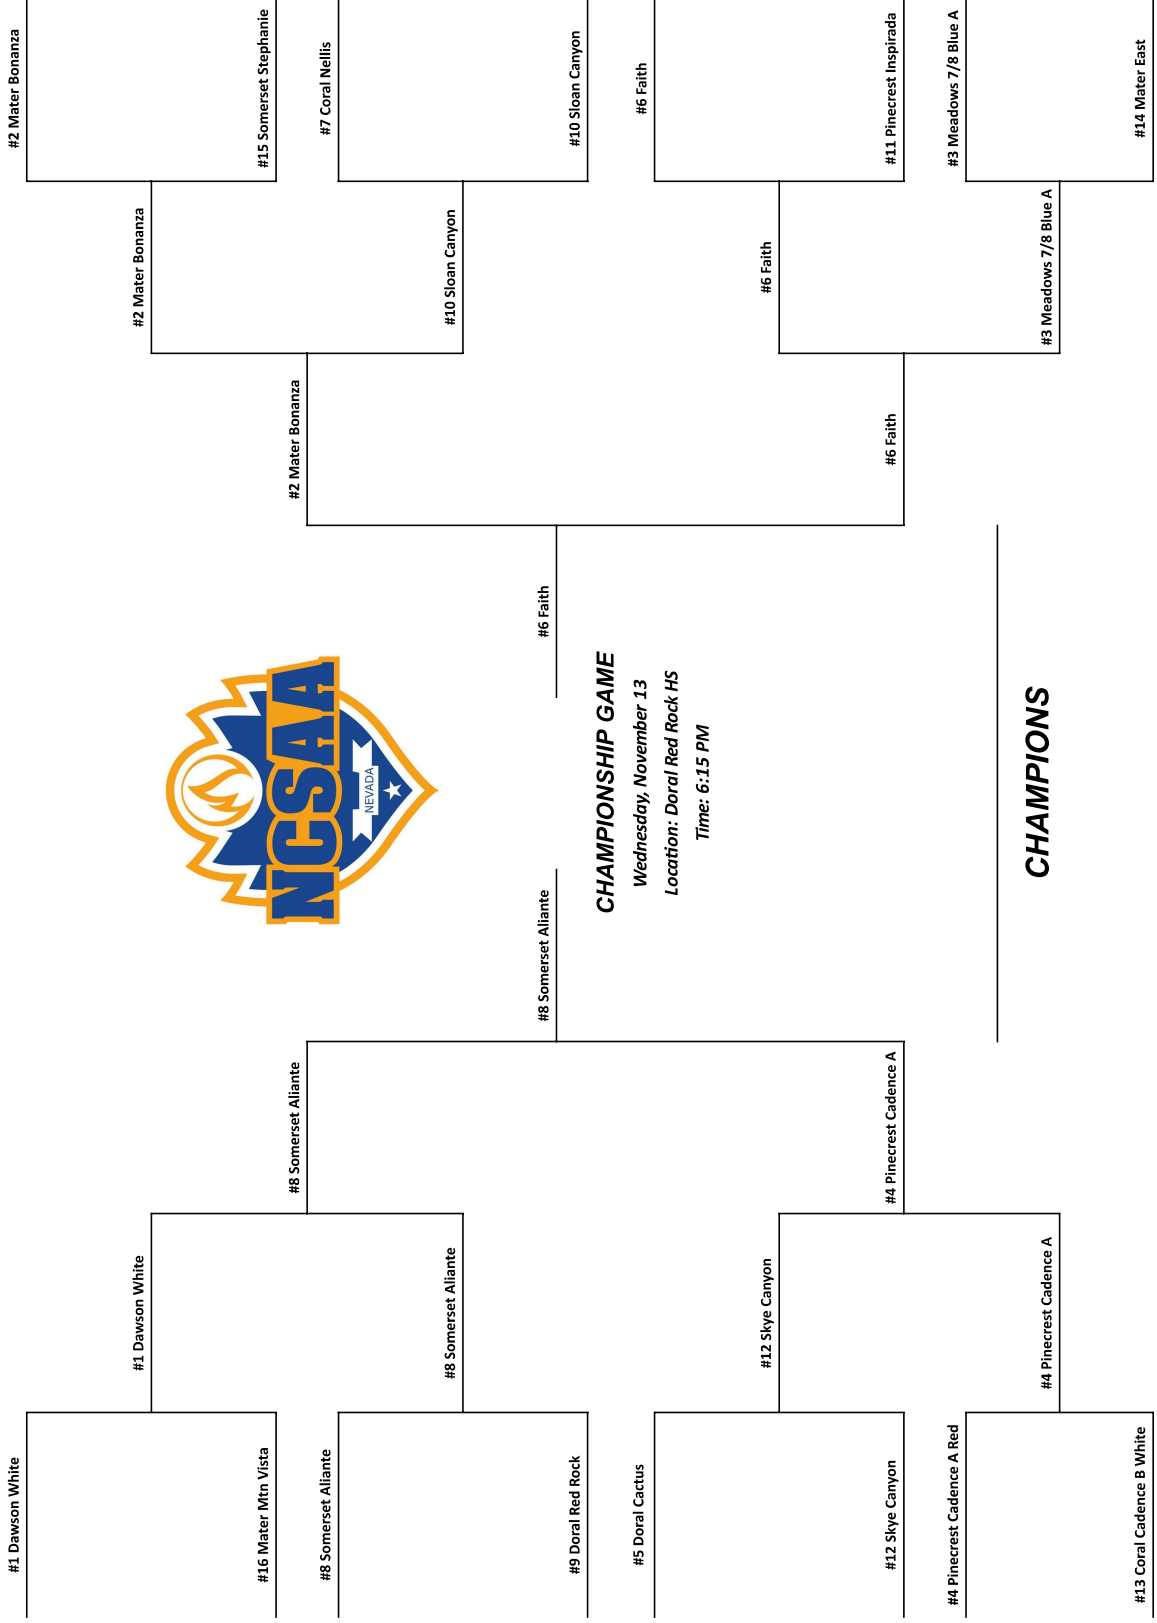 #1 Dawson White
#16 Mater Mtn Vista
#8 Somerset Aliante
#9 Doral Red Rock
#5 Doral Cactus
#12 Skye Canyon
#4 Pinecrest Cadence A Red
#13 Coral Cadence B White
#1 Dawson White
#8 Somerset Aliante
#12 Skye Canyon
#4 Pinecrest Cadence A
#8 Somerset Aliante
#4 Pinecrest Cadence A
#8 Somerset Aliante
NCSAA
NEVADA
CHAMPIONSHIP GAME
Wednesday, November 13
Location: Doral Red Rock HS
Time: 6:15 PM
CHAMPIONS
#6 Faith
#2 Mater Bonanza
#6 Faith
#2 Mater Bonanza
#10 Sloan Canyon
#6 Faith
#3 Meadows 7/8 Blue A
#2 Mater Bonanza
#15 Somerset Stephanie
#7 Coral Nellis
#10 Sloan Canyon
#6 Faith
#11 Pinecrest Inspirada
#3 Meadows 7/8 Blue A
#14 Mater East